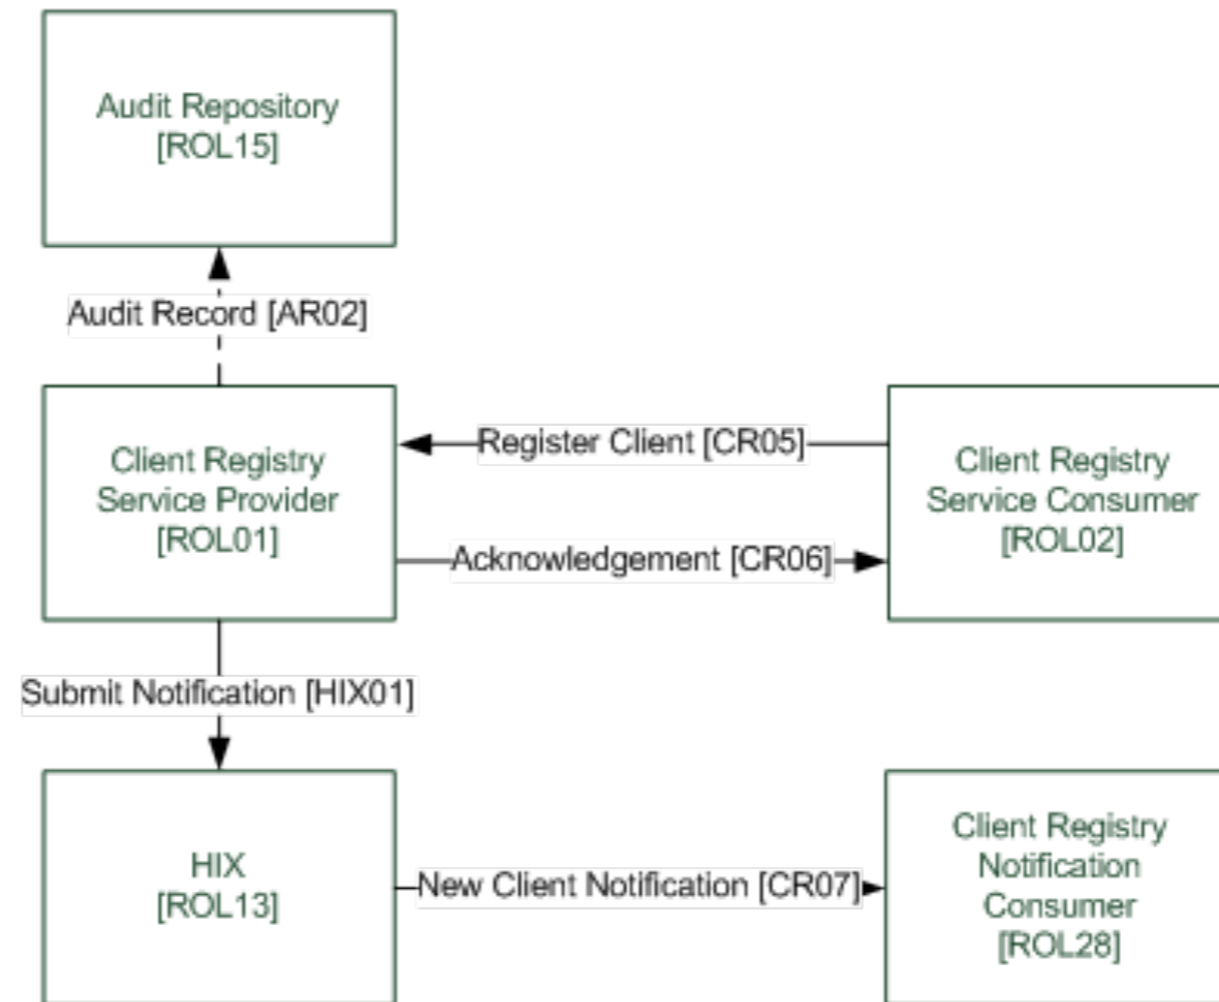 Audit Repository
[ROL15]
Audit Record [AR02]
Client Registry
Service Provider
[ROL01]
Register Client [CR05]
Acknowledgement [CR06]
Client Registry
Service Consumer
[ROL02]
Submit Notification [HIX01]
HIX
[ROL13]
New Client Notification [CR07]
Client Registry
Notification
Consumer
[ROL28]